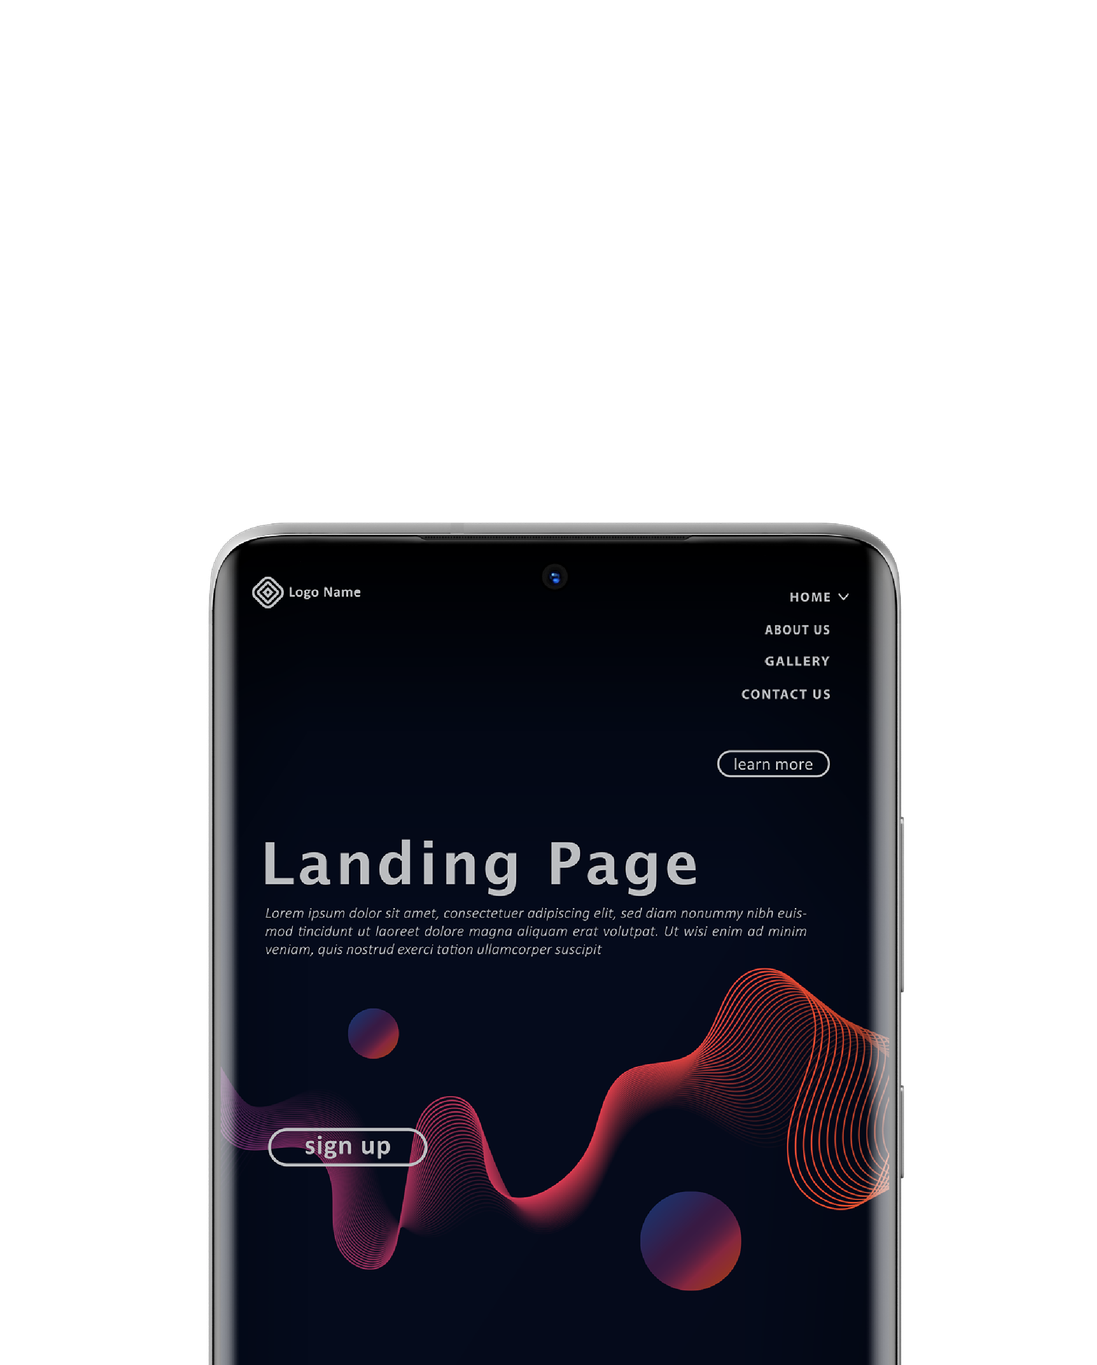 Logo Name
HOME
ABOUT US
GALLERY
CONTACT US
learn more
Landing Page
Lorem ipsum dolor sit amet, consectetuer adipiscing elit, sed diam nonummy nibh euis-
mod tincidunt ut laoreet dolore magna aliquam erat volutpat. Ut wisi enim ad minim
veniam, quis nostrud exerci tation ullamcorper suscipit
sign up